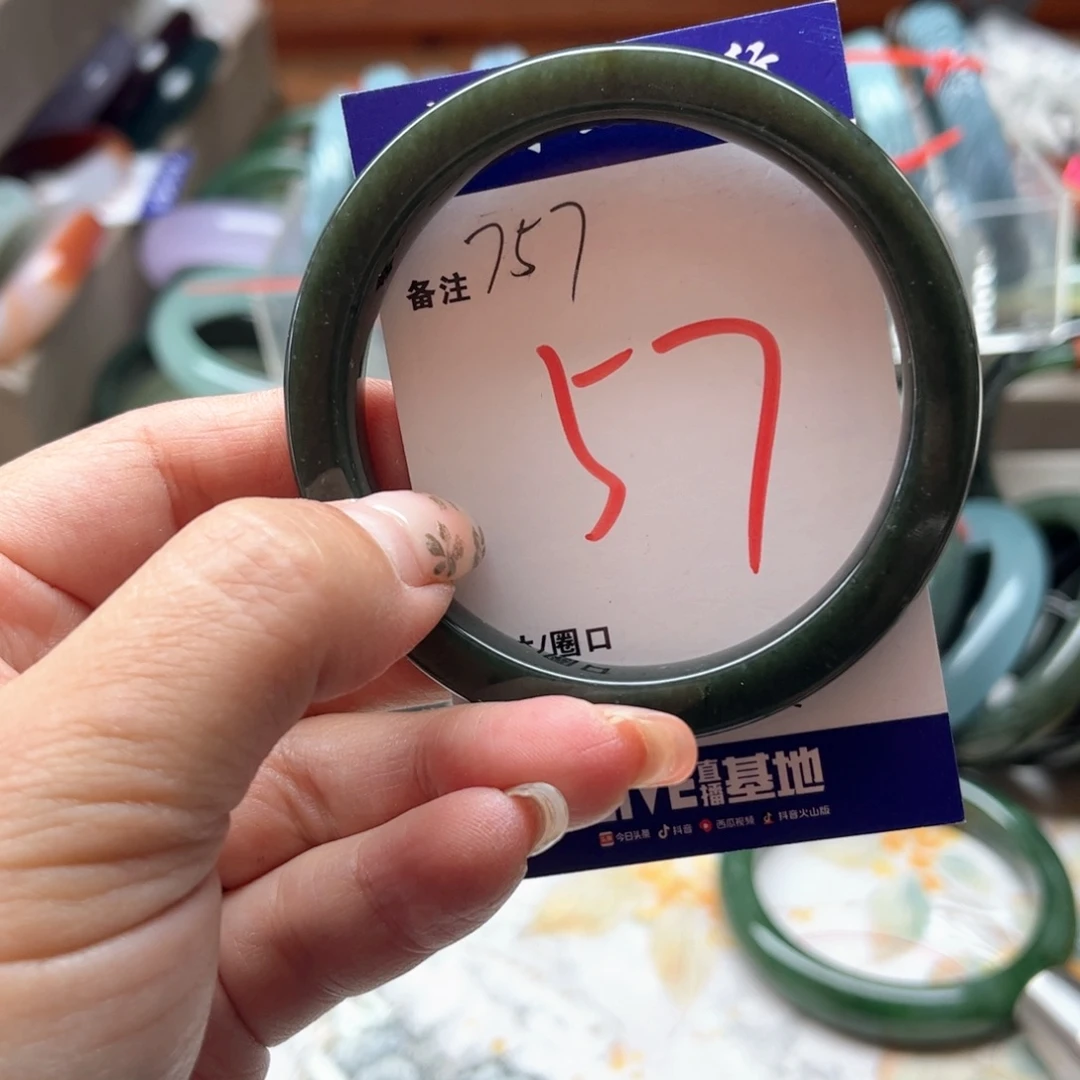 备注 757
57
圈口
直播基地
今日头条 抖音 西瓜视频 抖音火山版